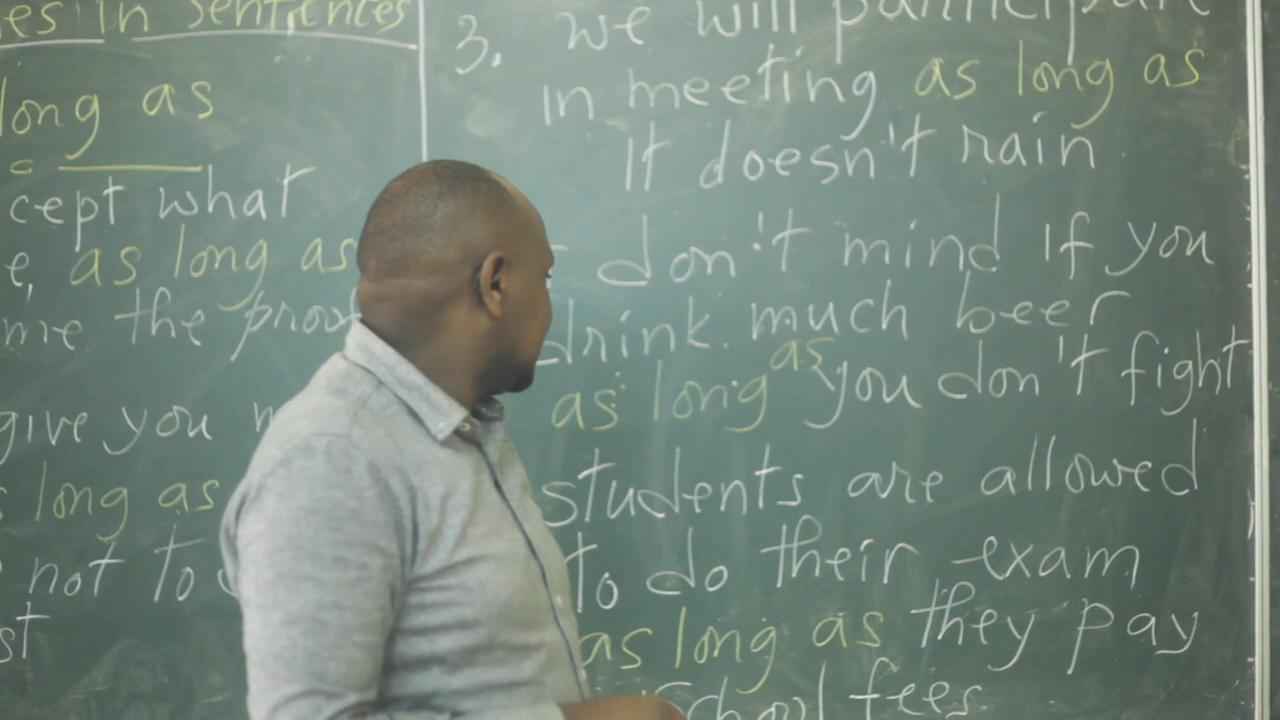 es in sentences
long as
cept what
e, as long as
me the proof
give you
long as
not to
st
3. we will participate
in meeting as long as
It doesn't rain
don't mind If you
drink much beer
as long as you don't fight
students are allowed
to do their exam
as long as they pay
school fees